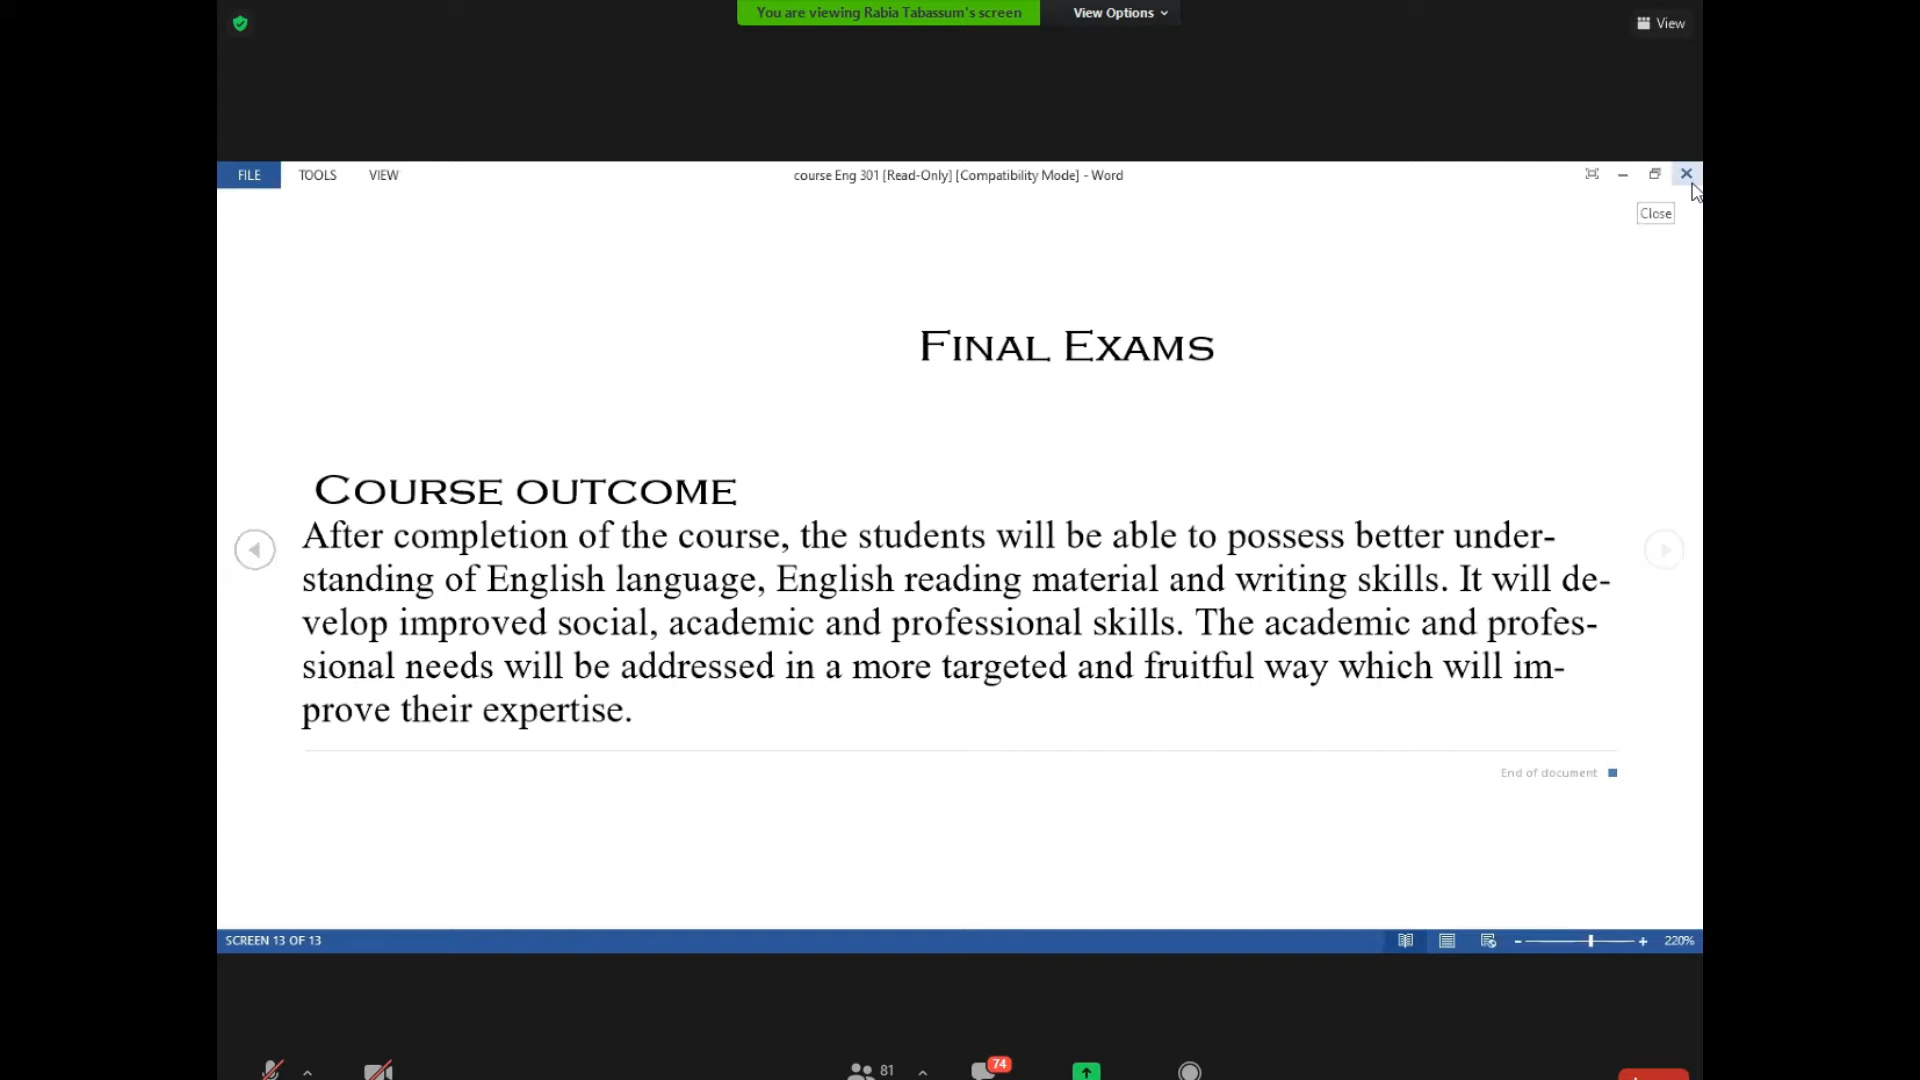 You are viewing Rabia Tabassum's screen
View Options
View
FILE TOOLS VIEW
course Eng 301 [Read-Only] [Compatibility Mode] - Word
Close
FINAL EXAMS
COURSE OUTCOME
After completion of the course, the students will be able to possess better under-
standing of English language, English reading material and writing skills. It will de-
velop improved social, academic and professional skills. The academic and profes-
sional needs will be addressed in a more targeted and fruitful way which will im-
prove their expertise.
End of document
SCREEN 13 OF 13
220%
81
74